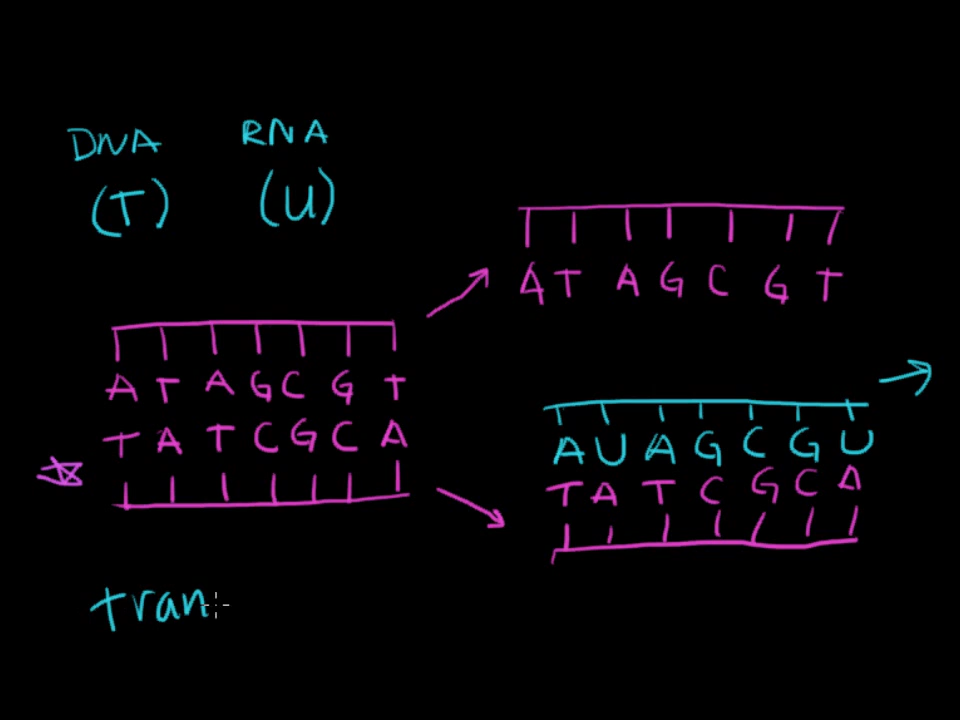 DNA RNA
(T) (U)
A T A G C G T
A T A G C G T
T A T C G C A
A U A G C G U
T A T C G C A
tran